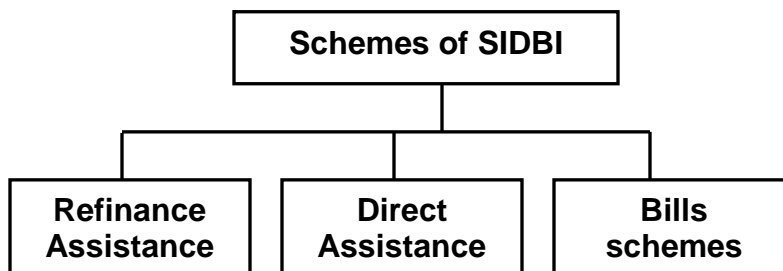 Schemes of SIDBI
Refinance
Assistance
Direct
Assistance
Bills
schemes